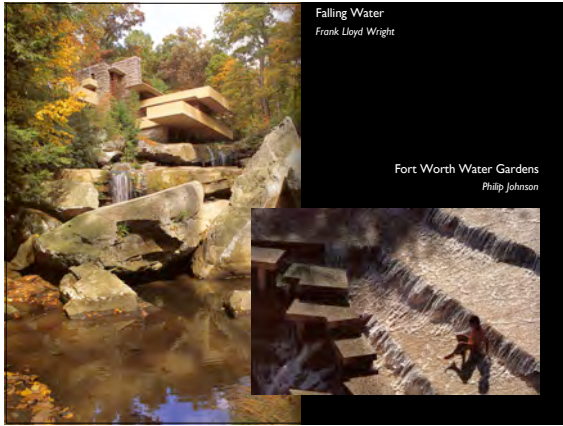 Falling Water
Frank Lloyd Wright
Fort Worth Water Gardens
Philip Johnson